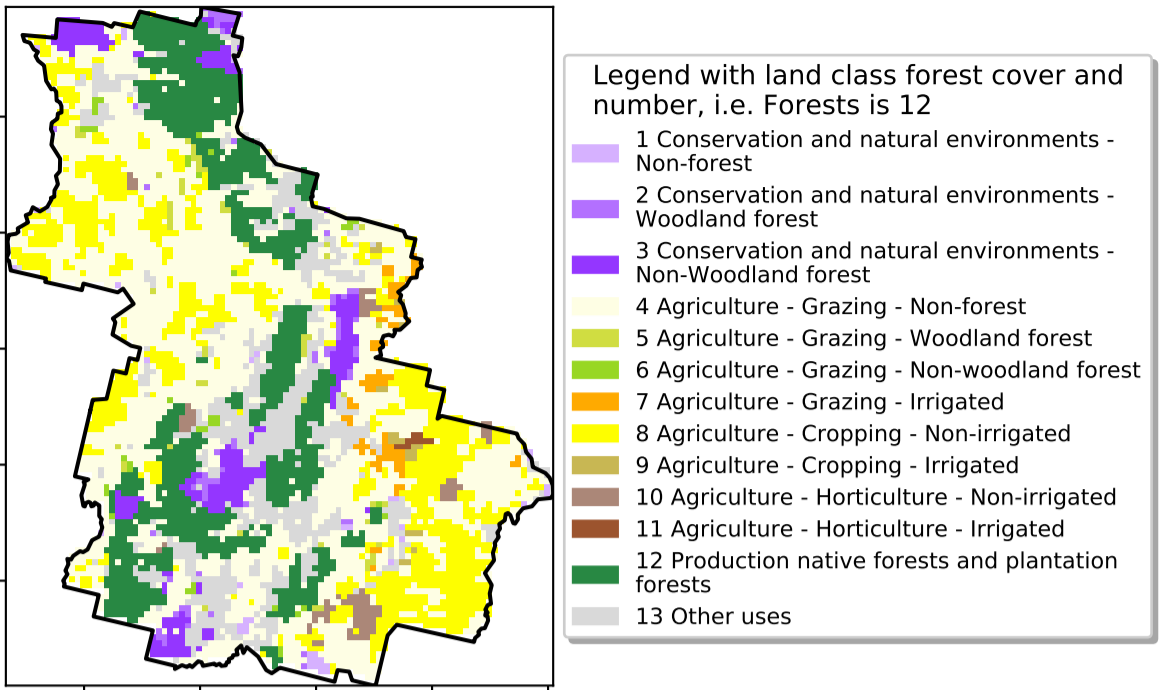 Legend with land class forest cover and
number, i.e. Forests is 12
1 Conservation and natural environments -
Non-forest
2 Conservation and natural environments -
Woodland forest
3 Conservation and natural environments -
Non-Woodland forest
4 Agriculture - Grazing - Non-forest
5 Agriculture - Grazing - Woodland forest
6 Agriculture - Grazing - Non-woodland forest
7 Agriculture - Grazing - Irrigated
8 Agriculture - Cropping - Non-irrigated
9 Agriculture - Cropping - Irrigated
10 Agriculture - Horticulture - Non-irrigated
11 Agriculture - Horticulture - Irrigated
12 Production native forests and plantation
forests
13 Other uses